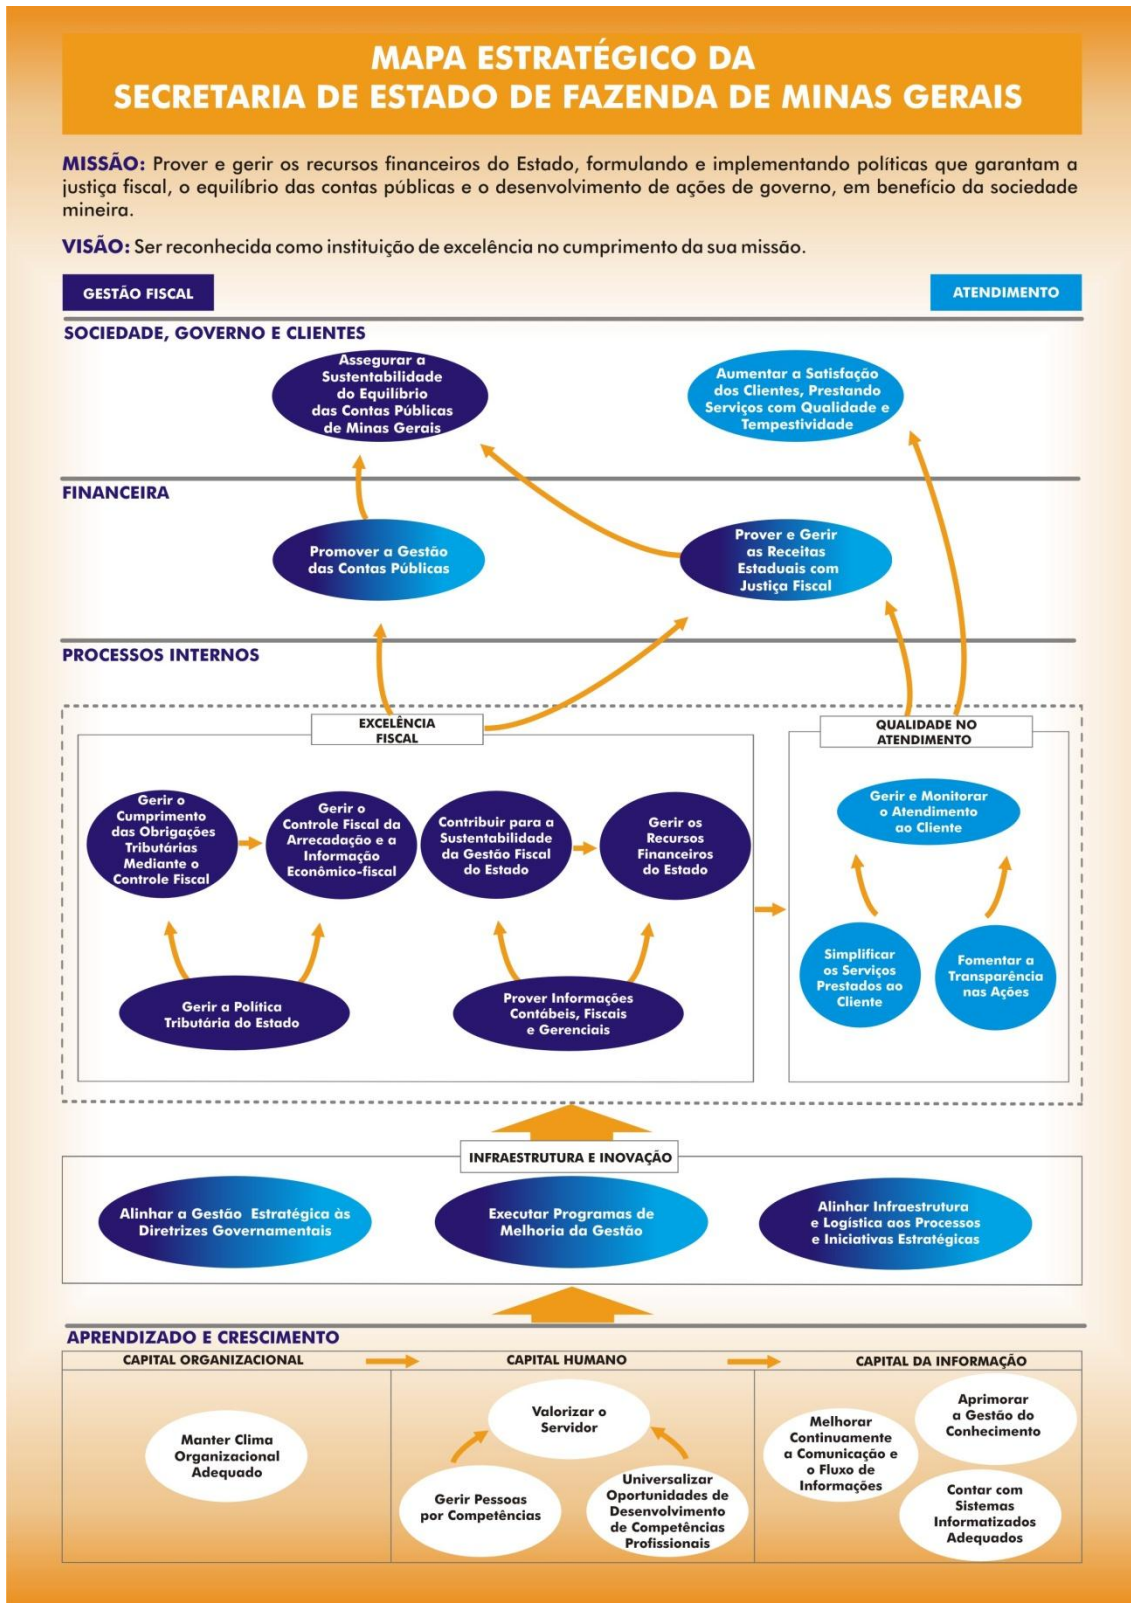 MAPA ESTRATÉGICO DA
SECRETARIA DE ESTADO DE FAZENDA DE MINAS GERAIS
MISSÃO: Prover e gerir os recursos financeiros do Estado, formulando e implementando políticas que garantam a
justiça fiscal, o equilíbrio das contas públicas e o desenvolvimento de ações de governo, em benefício da sociedade
mineira.
VISÃO: Ser reconhecida como instituição de excelência no cumprimento da sua missão.
GESTÃO FISCAL
ATENDIMENTO
SOCIEDADE, GOVERNO E CLIENTES
Assegurar a
Sustentabilidade
do Equilíbrio
das Contas Públicas
de Minas Gerais
Aumentar a Satisfação
dos Clientes, Prestando
Serviços com Qualidade e
Tempestividade
FINANCEIRA
Promover a Gestão
das Contas Públicas
Prover e Gerir
as Receitas
Estaduais com
Justiça Fiscal
PROCESSOS INTERNOS
EXCELÊNCIA
FISCAL
QUALIDADE NO
ATENDIMENTO
Gerir o
Cumprimento
das Obrigações
Tributárias
Mediante o
Controle Fiscal
Gerir o
Controle Fiscal da
Arrecadação e a
Informação
Econômico-fiscal
Contribuir para a
Sustentabilidade
da Gestão Fiscal
do Estado
Gerir os
Recursos
Financeiros
do Estado
Gerir e Monitorar
o Atendimento
ao Cliente
Gerir a Política
Tributária do Estado
Prover Informações
Contábeis, Fiscais
e Gerenciais
Simplificar
os Serviços
Prestados ao
Cliente
Fomentar a
Transparência
nas Ações
INFRAESTRUTURA E INOVAÇÃO
Alinhar a Gestão Estratégica às
Diretrizes Governamentais
Executar Programas de
Melhoria da Gestão
Alinhar Infraestrutura
e Logística aos Processos
e Iniciativas Estratégicas
APRENDIZADO E CRESCIMENTO
CAPITAL ORGANIZACIONAL
CAPITAL HUMANO
CAPITAL DA INFORMAÇÃO
Manter Clima
Organizacional
Adequado
Valorizar o
Servidor
Gerir Pessoas
por Competências
Universalizar
Oportunidades de
Desenvolvimento
de Competências
Profissionais
Melhorar
Continuamente
a Comunicação e
o Fluxo de
Informações
Aprimorar
a Gestão do
Conhecimento
Contar com
Sistemas
Informatizados
Adequados